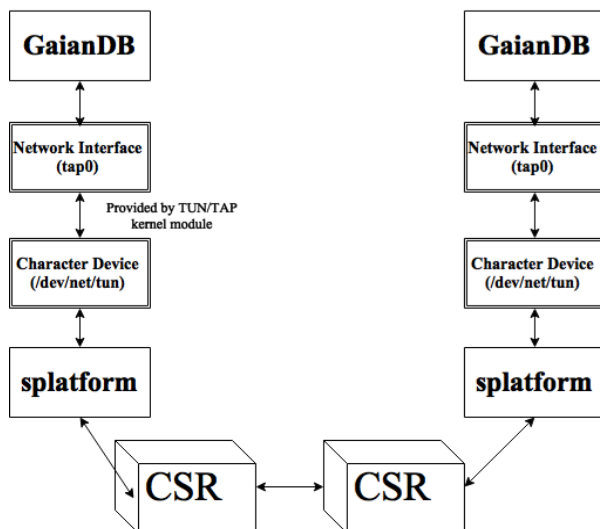 GaianDB
GaianDB
Network Interface
(tap0)
Network Interface
(tap0)
Provided by TUN/TAP
kernel module
Character Device
(/dev/net/tun)
Character Device
(/dev/net/tun)
splatform
splatform
CSR
CSR